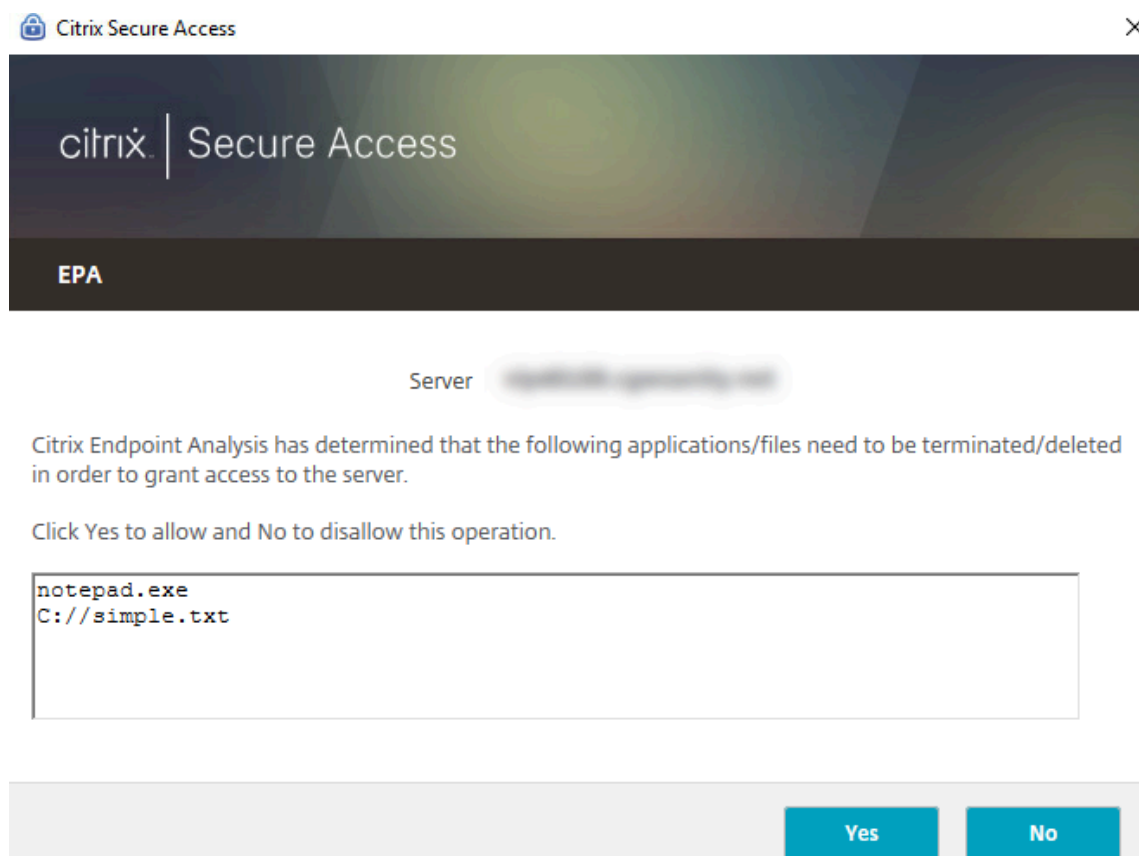 Citrix Secure Access
citrix | Secure Access
EPA
Server
Citrix Endpoint Analysis has determined that the following applications/files need to be terminated/deleted
in order to grant access to the server.
Click Yes to allow and No to disallow this operation.
notepad.exe
C://simple.txt
Yes No